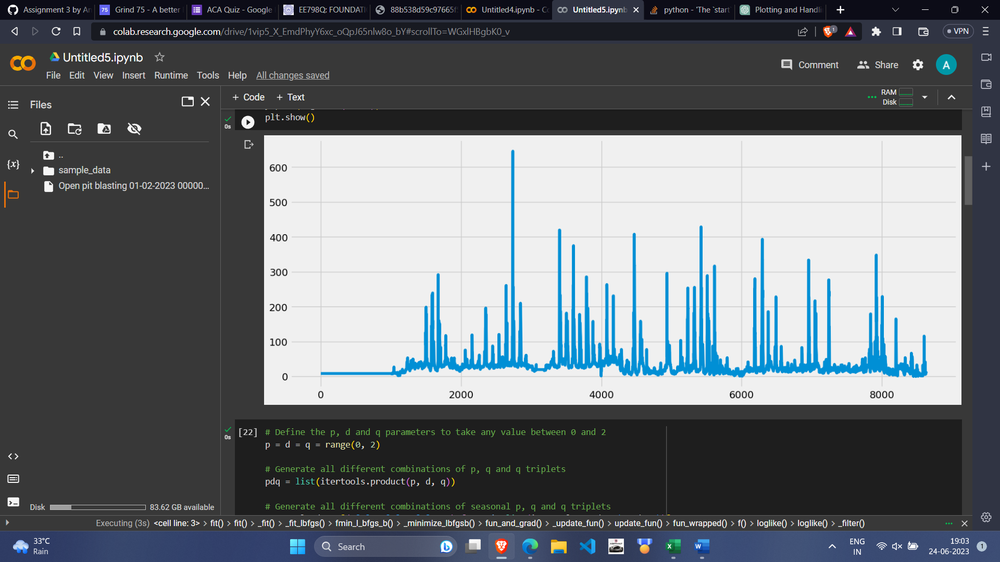 Assignment 3 by An
75 Grind 75 - A better
ACA Quiz - Google
EE798Q: FOUNDATI
88b538d59c97665f
Untitled4.ipynb - Co
Untitled5.ipynb
python - 'The `start`
Plotting and Handli
colab.research.google.com/drive/1vip5_X_EmdPhyY6xc_oQpJ65nlw8o_bY#scrollTo=WGxlHBgbK0_v
1
VPN
Untitled5.ipynb
File Edit View Insert Runtime Tools Help All changes saved
Comment Share A
Files
+ Code + Text
RAM
Disk
..
sample_data
Open pit blasting 01-02-2023 00000...
{x}
0s
plt.show()
600
500
400
300
200
100
0
0 2000 4000 6000 8000
0s
[22] # Define the p, d and q parameters to take any value between 0 and 2
p = d = q = range(0, 2)
# Generate all different combinations of p, q and q triplets
pdq = list(itertools.product(p, d, q))
# Generate all different combinations of seasonal p, q and q triplets
Disk 83.62 GB available
Executing (3s) <cell line: 3> > fit() > fit() > _fit() > _fit_lbfgs() > fmin_l_bfgs_b() > _minimize_lbfgsb() > fun_and_grad() > _update_fun() > update_fun() > fun_wrapped() > f() > loglike() > loglike() > _filter()
33°C
Rain
Search
ENG
IN
19:03
24-06-2023
1